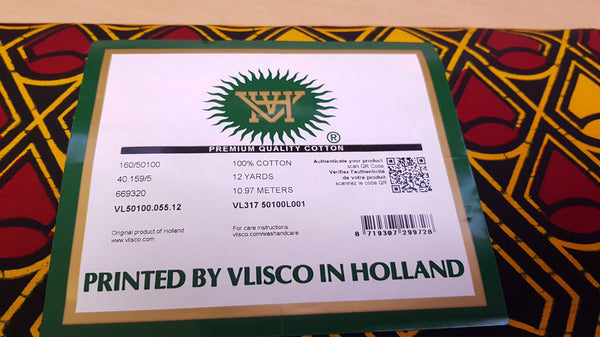 VH
®
PREMIUM QUALITY COTTON
160/50100
40.159/5
669320
VL50100.055.12
100% COTTON
12 YARDS
10.97 METERS
VL317 50100L001
Authenticate your product
scan QR Code
Vérifiez l'authenticité
de votre produit
scannez le code QR
Original product of Holland
www.vlisco.com
For care instructions:
vlisco.com/washandcare
8 719307 299728
PRINTED BY VLISCO IN HOLLAND